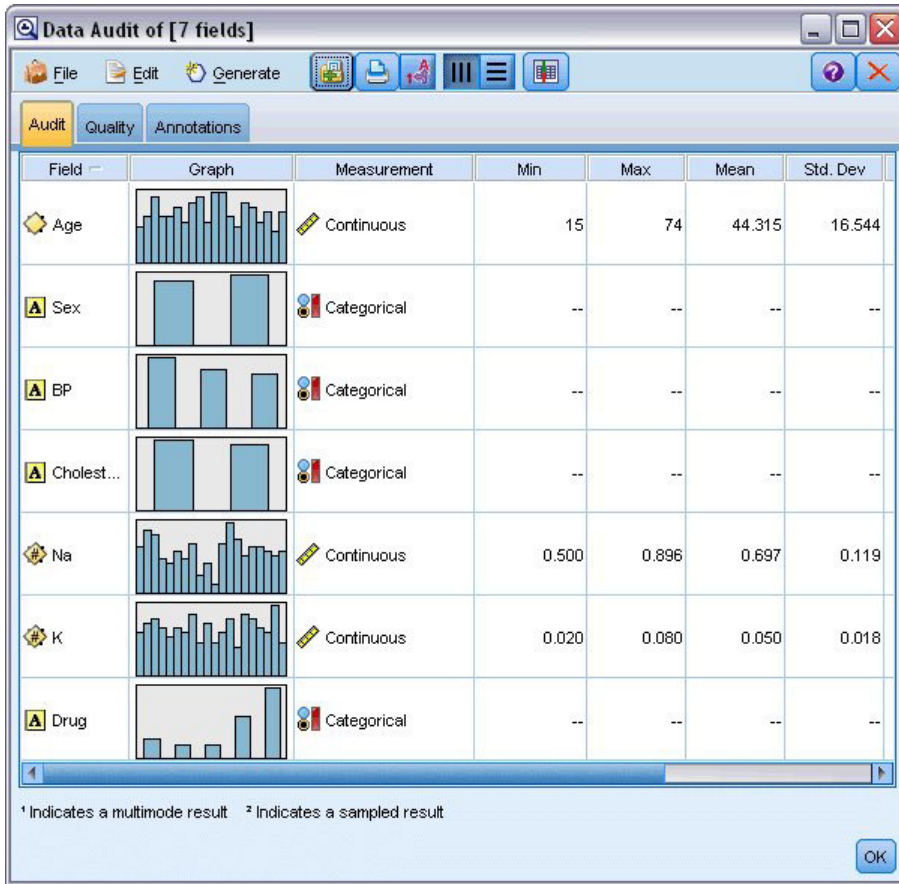 Data Audit of [7 fields]
File Edit Generate
Audit Quality Annotations
Field Graph Measurement Min Max Mean Std. Dev
Age Continuous 15 74 44.315 16.544
A Sex Categorical -- -- -- --
A BP Categorical -- -- -- --
A Cholest... Categorical -- -- -- --
# Na Continuous 0.500 0.896 0.697 0.119
# K Continuous 0.020 0.080 0.050 0.018
A Drug Categorical -- -- -- --
¹ Indicates a multimode result ² Indicates a sampled result
OK